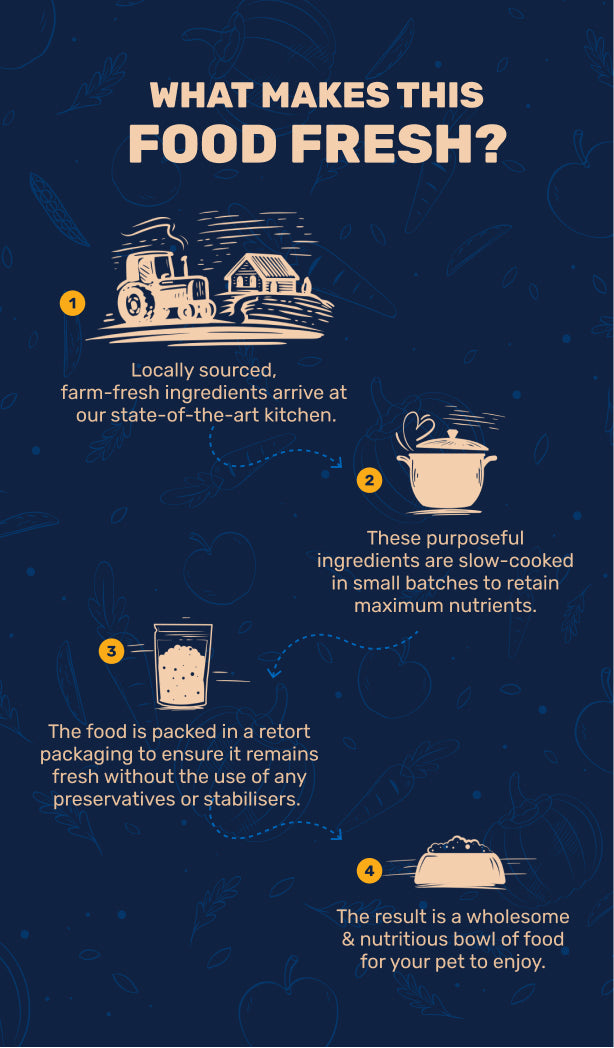 WHAT MAKES THIS
FOOD FRESH?
1
Locally sourced,
farm-fresh ingredients arrive at
our state-of-the-art kitchen.
2
These purposeful
ingredients are slow-cooked
in small batches to retain
maximum nutrients.
3
The food is packed in a retort
packaging to ensure it remains
fresh without the use of any
preservatives or stabilisers.
4
The result is a wholesome
& nutritious bowl of food
for your pet to enjoy.